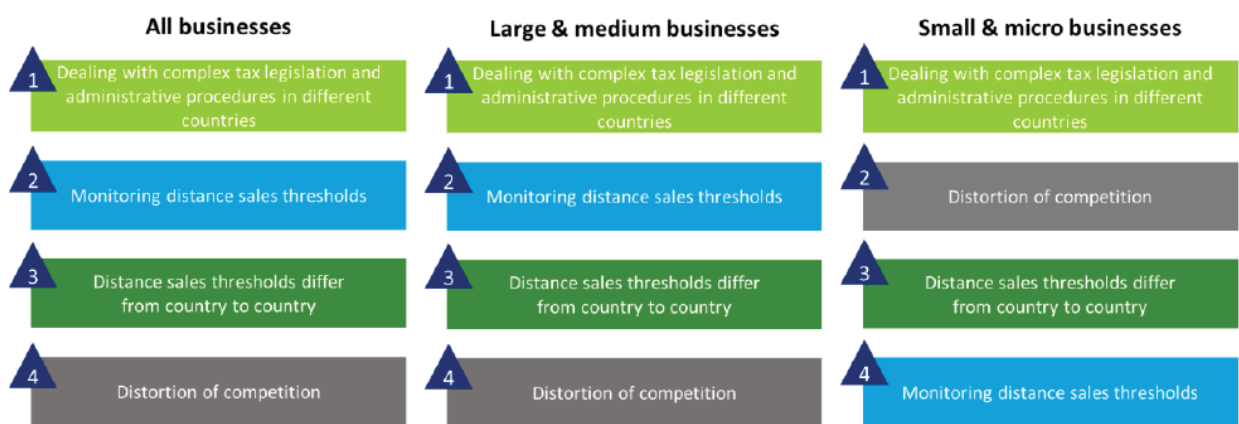 All businesses
1
Dealing with complex tax legislation and
administrative procedures in different
countries
2
Monitoring distance sales thresholds
3
Distance sales thresholds differ
from country to country
4
Distortion of competition
Large & medium businesses
1
Dealing with complex tax legislation and
administrative procedures in different
countries
2
Monitoring distance sales thresholds
3
Distance sales thresholds differ
from country to country
4
Distortion of competition
Small & micro businesses
1
Dealing with complex tax legislation and
administrative procedures in different
countries
2
Distortion of competition
3
Distance sales thresholds differ
from country to country
4
Monitoring distance sales thresholds